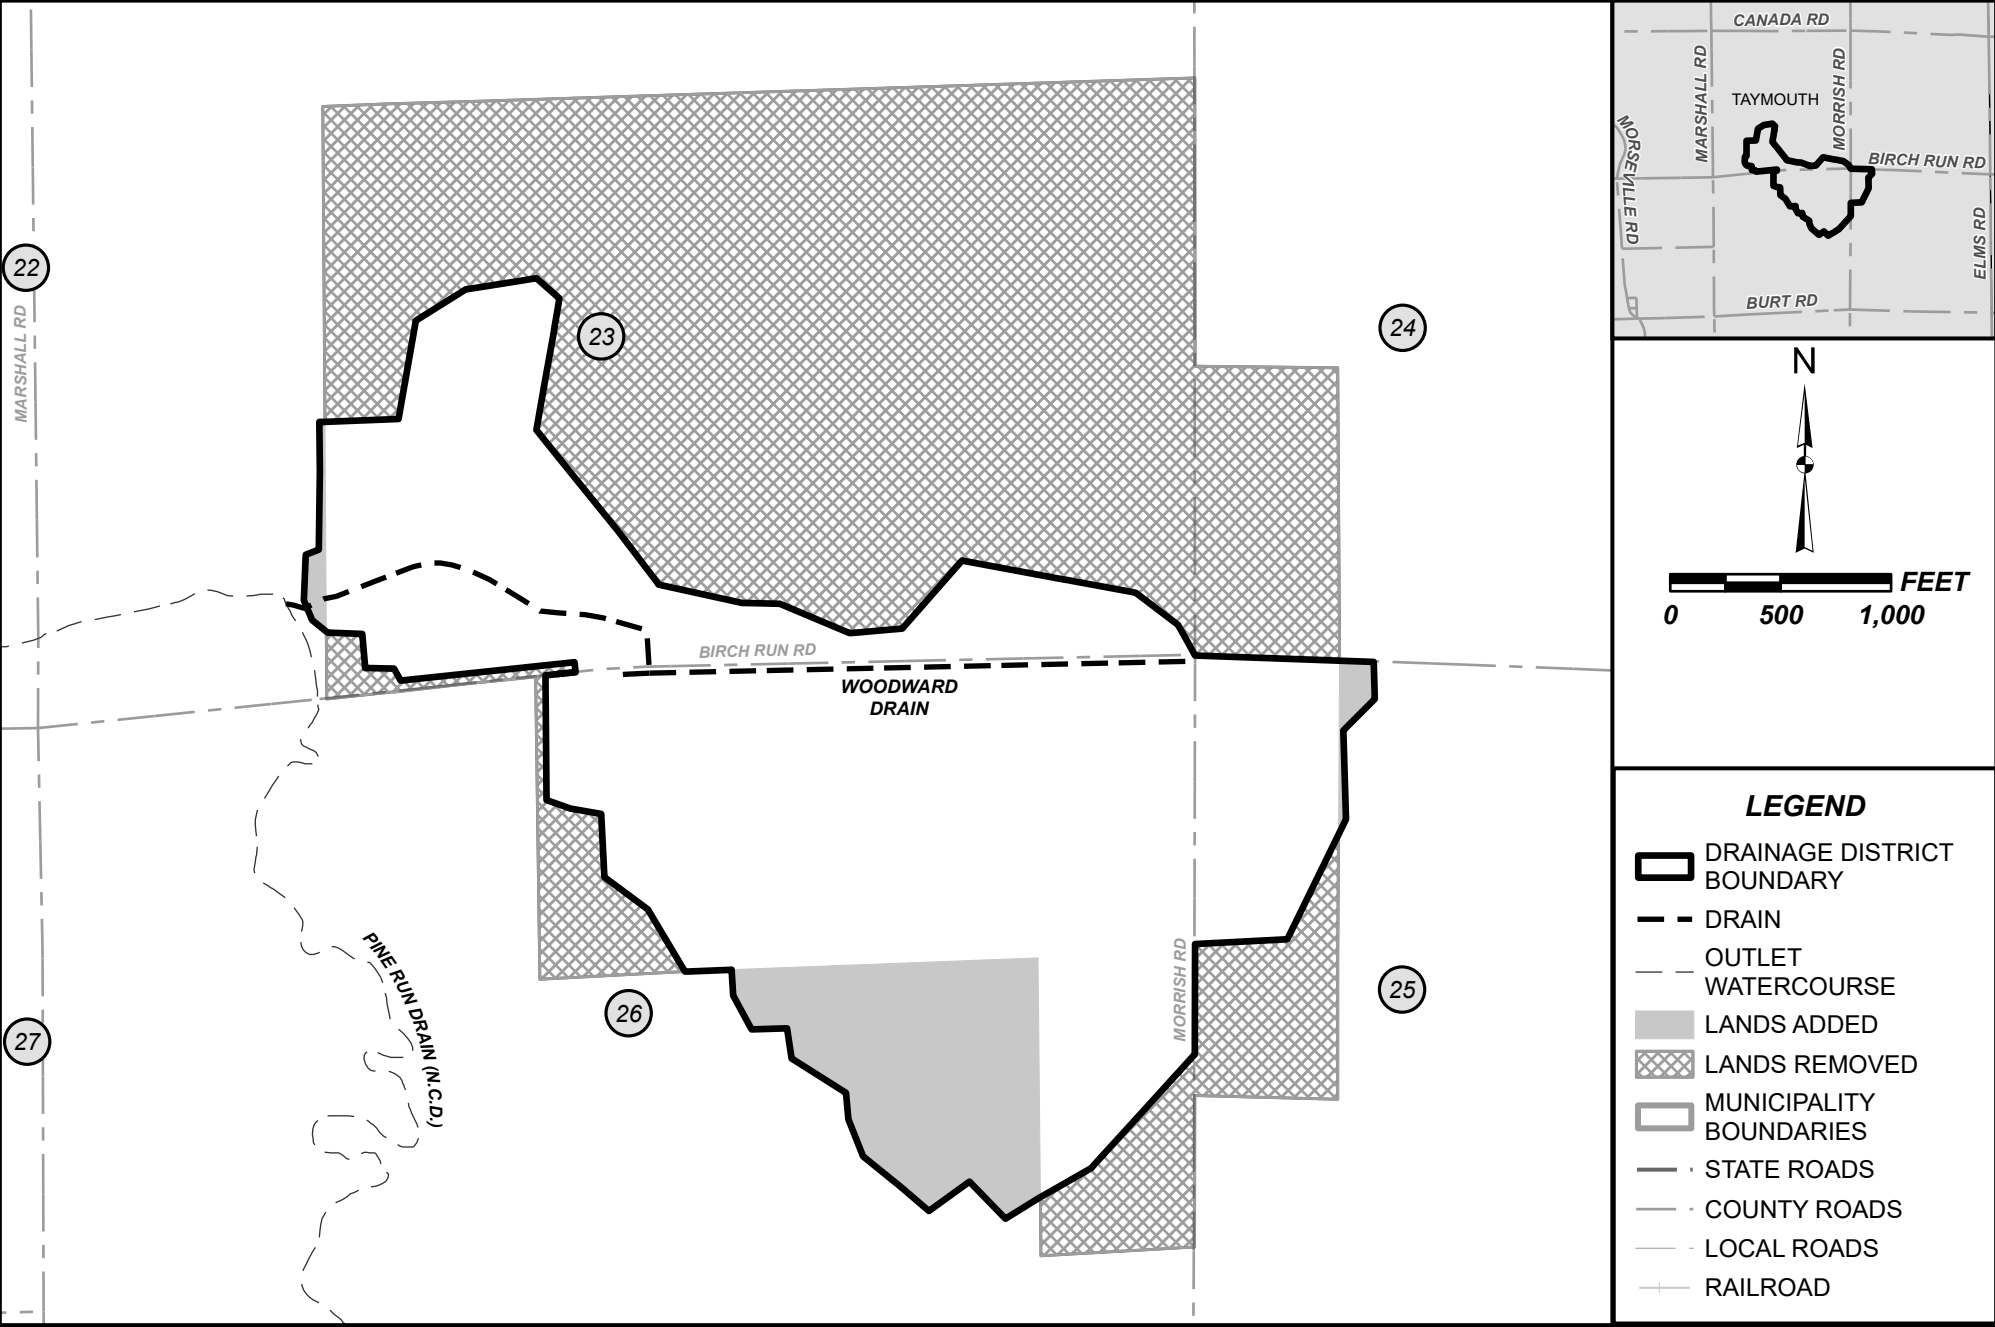 22
MARSHALL RD
23
24
BIRCH RUN RD
WOODWARD
DRAIN
PINE RUN DRAIN (N.C.D.)
MORRISH RD
25
26
27
CANADA RD
MARSHALL RD
MORRISH RD
TAYMOUTH
MORSEVILLE RD
BIRCH RUN RD
ELMS RD
BURT RD
N
FEET
0 500 1,000
LEGEND
DRAINAGE DISTRICT
BOUNDARY
DRAIN
OUTLET
WATERCOURSE
LANDS ADDED
LANDS REMOVED
MUNICIPALITY
BOUNDARIES
STATE ROADS
COUNTY ROADS
LOCAL ROADS
RAILROAD